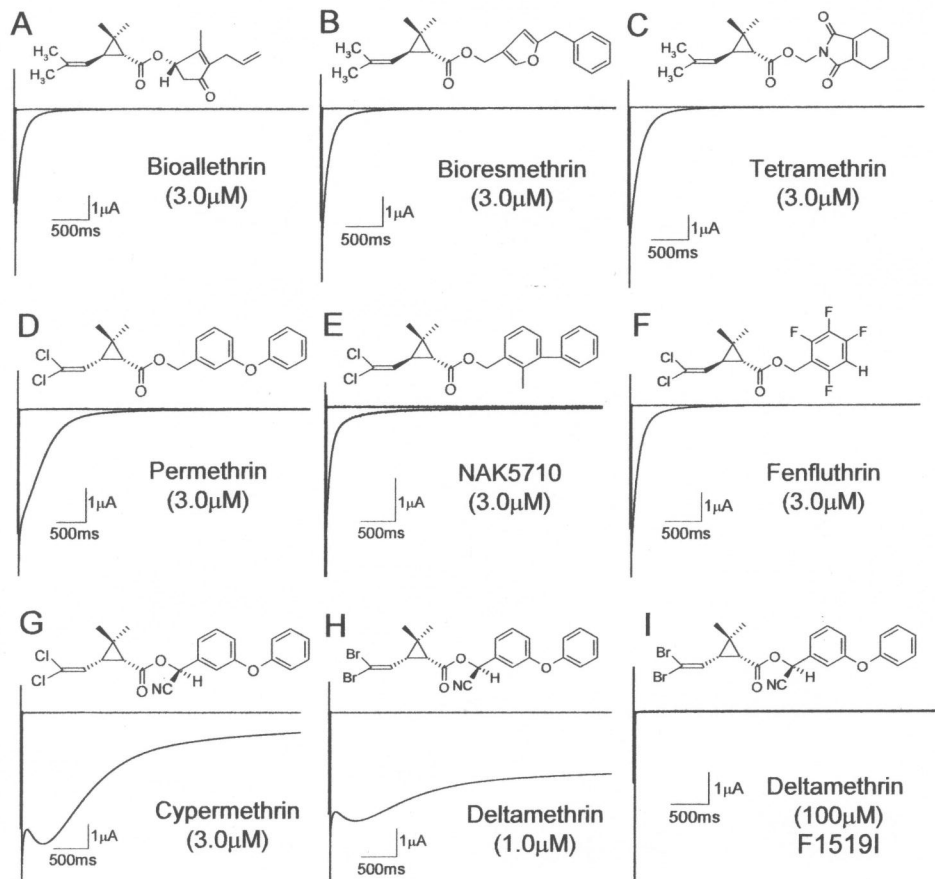 A
H₃C
H₃C
O
O
H
O
Bioallethrin
(3.0μM)
1μA
500ms
B
H₃C
H₃C
O
O
O
Bioresmethrin
(3.0μM)
1μA
500ms
C
H₃C
H₃C
O
O
N
O
O
Tetramethrin
(3.0μM)
1μA
500ms
D
Cl
Cl
O
O
O
Permethrin
(3.0μM)
1μA
500ms
E
Cl
Cl
O
O
NAK5710
(3.0μM)
1μA
500ms
F
Cl
Cl
O
O
F
F
F
F
H
Fenfluthrin
(3.0μM)
1μA
500ms
G
Cl
Cl
O
O
NC
H
O
Cypermethrin
(3.0μM)
1μA
500ms
H
Br
Br
O
O
NC
H
O
Deltamethrin
(1.0μM)
1μA
500ms
I
Br
Br
O
O
NC
H
O
Deltamethrin
(100μM)
F1519I
1μA
500ms